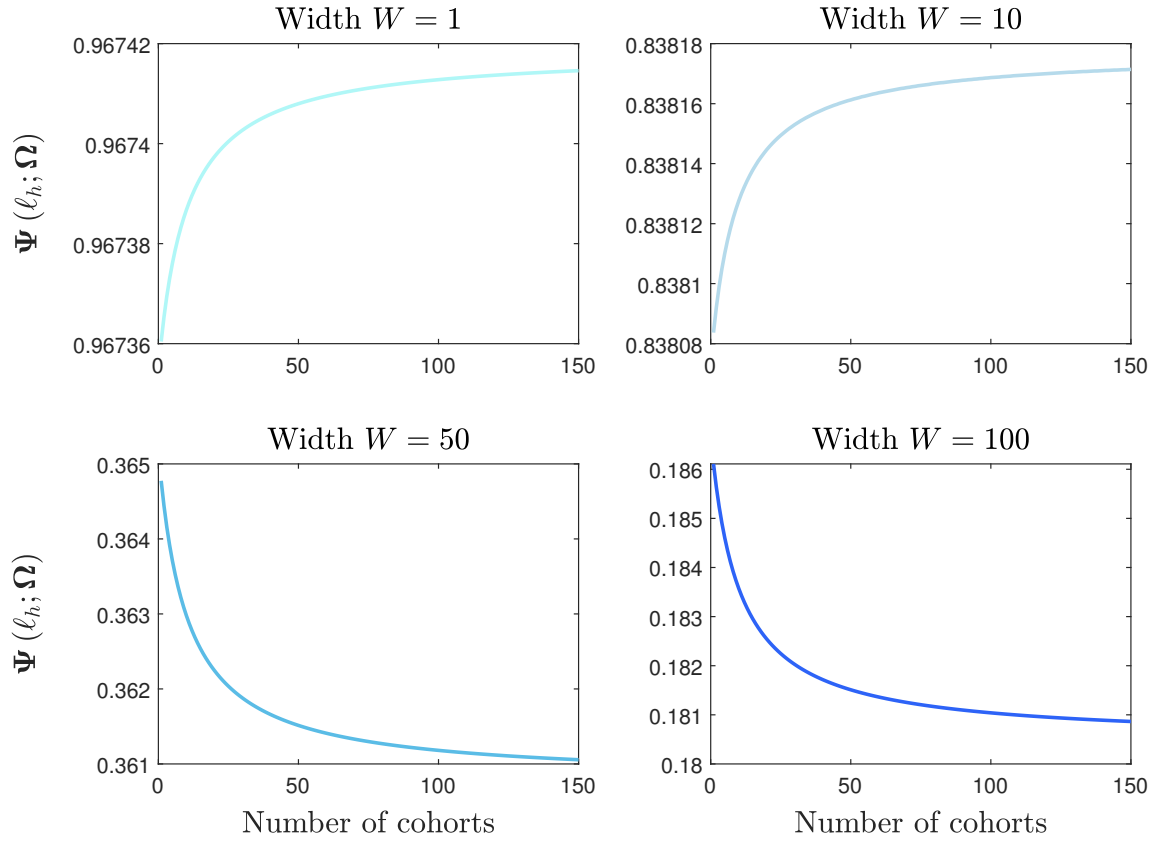 Width W = 1
Width W = 10
0.96742
0.9674
0.96738
0.96736
Ψ (ℓ_h; Ω)
0 50 100 150
0.83818
0.83816
0.83814
0.83812
0.8381
0.83808
0 50 100 150
Width W = 50
Width W = 100
0.365
0.364
0.363
0.362
0.361
Ψ (ℓ_h; Ω)
0 50 100 150
Number of cohorts
0.186
0.185
0.184
0.183
0.182
0.181
0.18
0 50 100 150
Number of cohorts